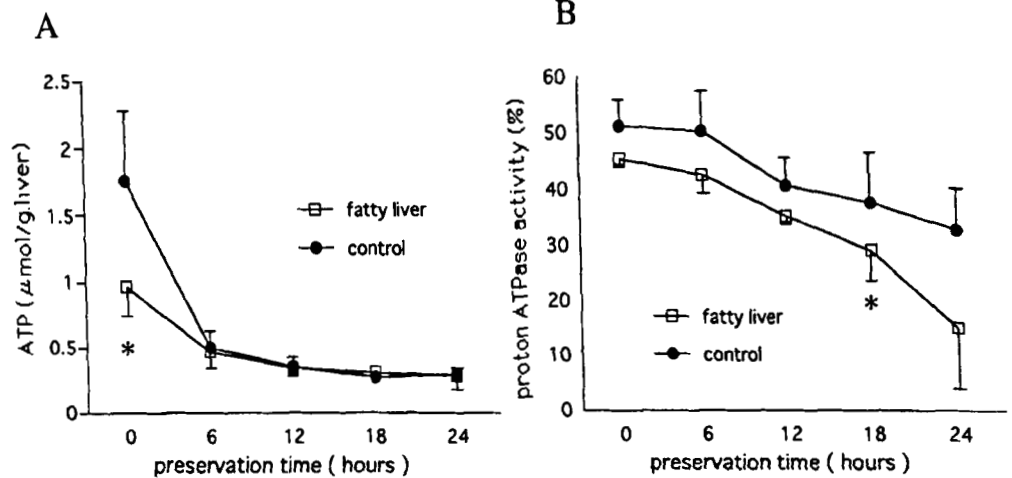 A
ATP ( μmol/g.liver)
2.5
2
1.5
1
0.5
0
fatty liver
control
*
0 6 12 18 24
preservation time ( hours )
B
proton ATPase activity (%)
60
50
40
30
20
10
0
*
fatty liver
control
0 6 12 18 24
preservation time ( hours )